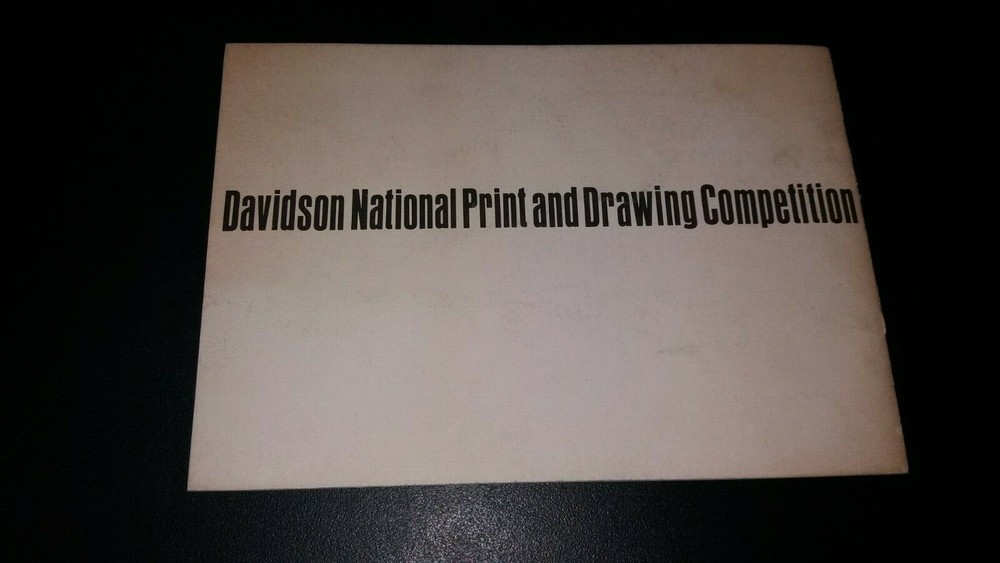 Davidson National Print and Drawing Competition